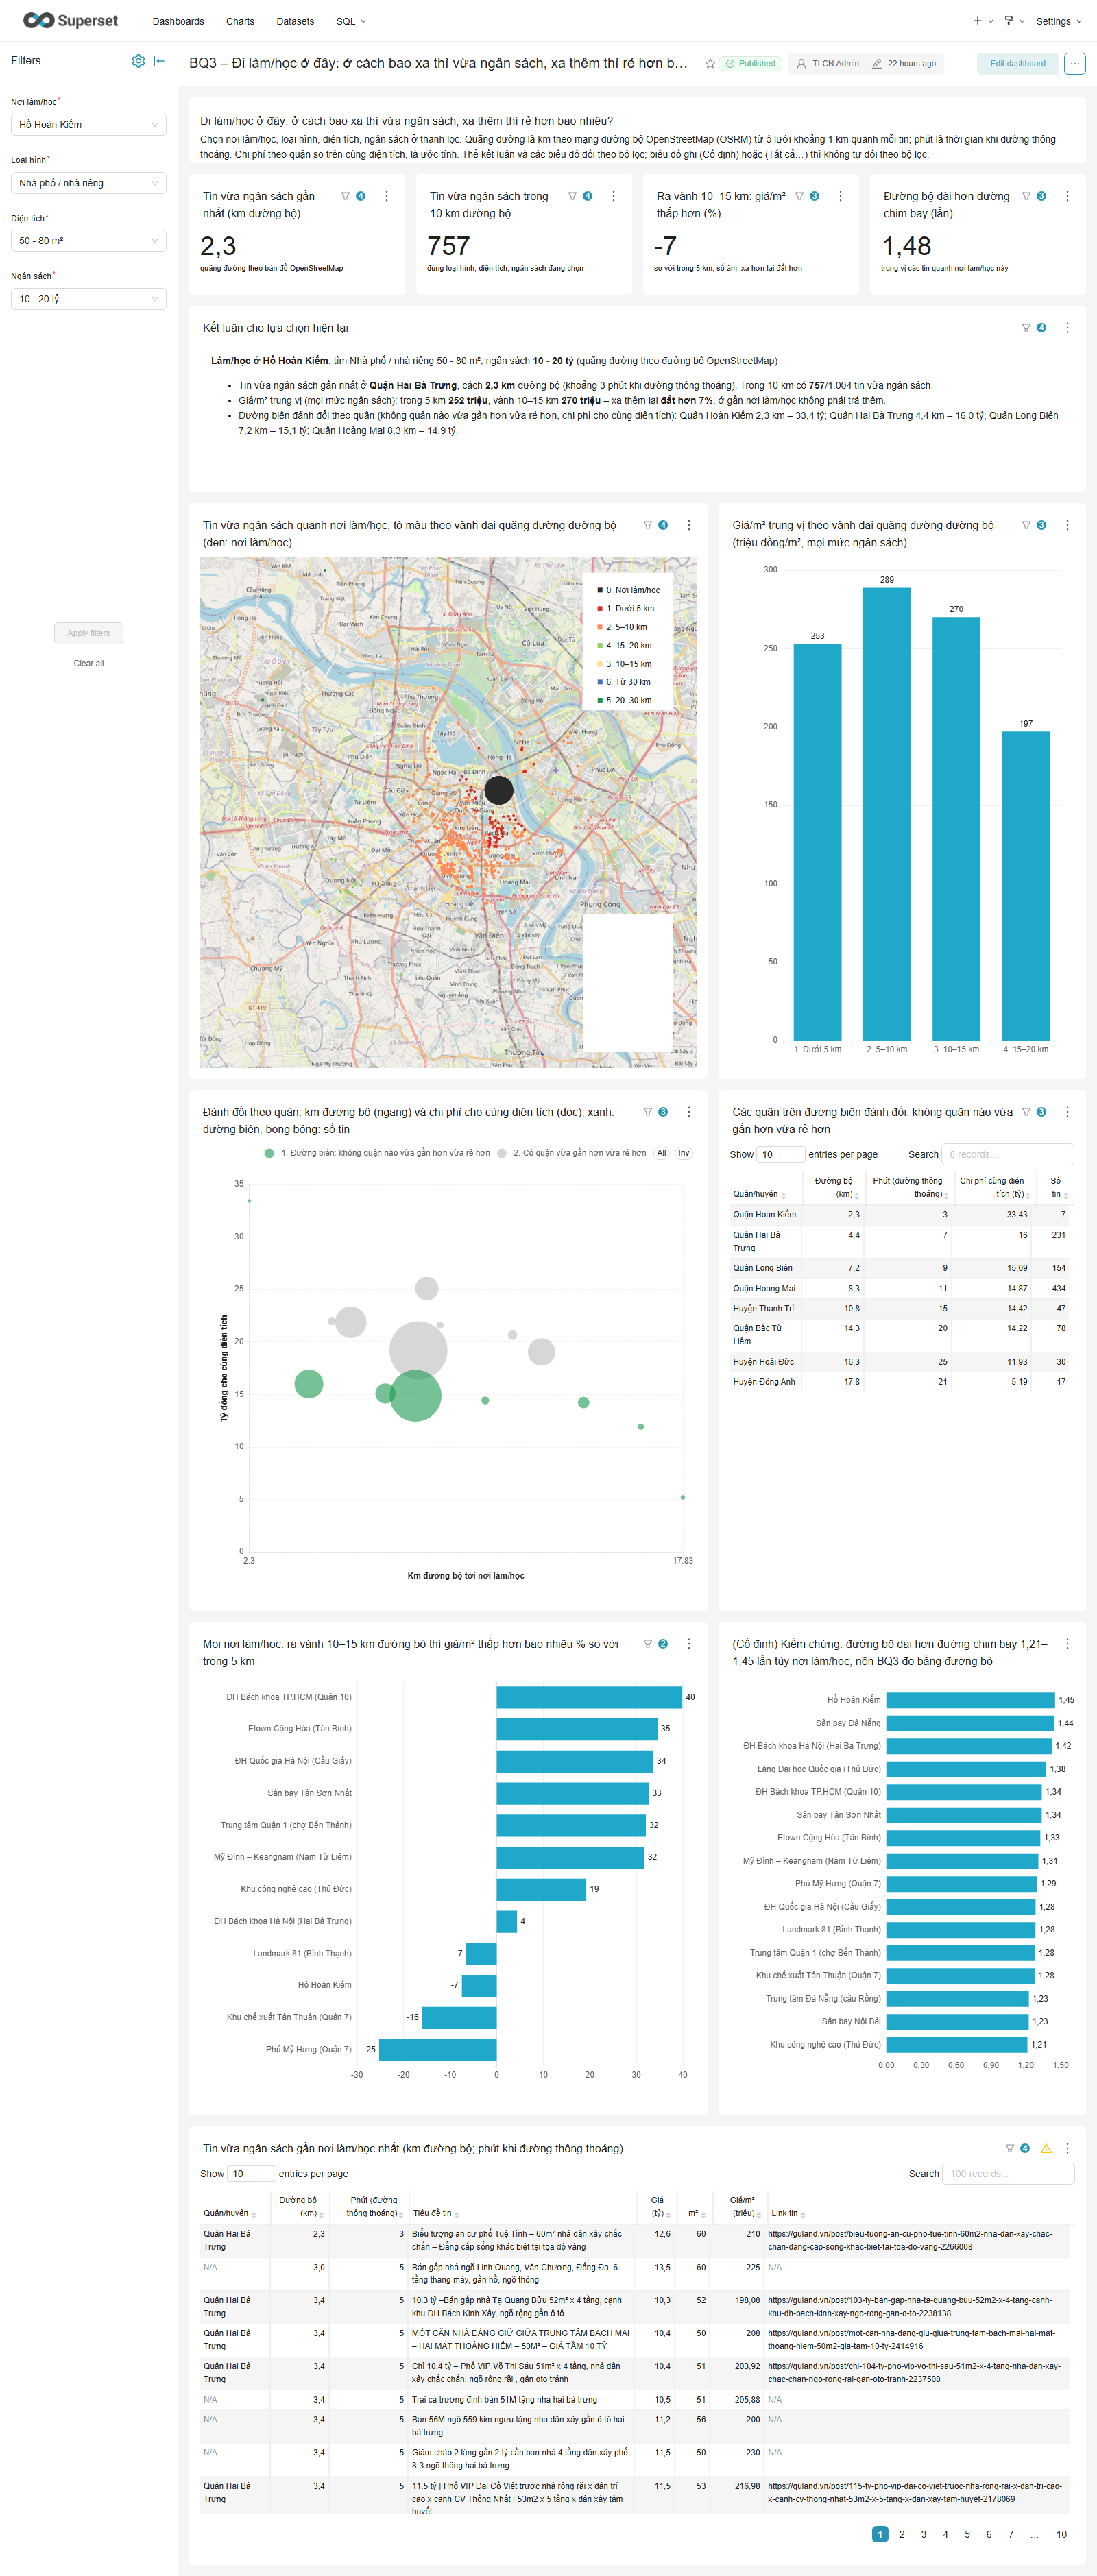 Superset
Dashboards
Charts
Datasets
SQL
Settings
Filters
BQ3 – Đi làm/học ở đây: ở cách bao xa thì vừa ngân sách, xa thêm thì rẻ hơn b…
Published
TLCN Admin
22 hours ago
Edit dashboard
Nơi làm/học*
Hồ Hoàn Kiếm
Loại hình*
Nhà phố / nhà riêng
Diện tích*
50 - 80 m²
Ngân sách*
10 - 20 tỷ
Apply filters
Clear all
Đi làm/học ở đây: ở cách bao xa thì vừa ngân sách, xa thêm thì rẻ hơn bao nhiêu?
Chọn nơi làm/học, loại hình, diện tích, ngân sách ở thanh lọc. Quãng đường là km theo mạng đường bộ OpenStreetMap (OSRM) từ ô lưới khoảng 1 km quanh mỗi tin; phút là thời gian khi đường thông
thoáng. Chi phí theo quận so trên cùng diện tích, là ước tính. Thẻ kết luận và các biểu đồ đổi theo bộ lọc; biểu đồ ghi (Cố định) hoặc (Tất cả…) thì không tự đổi theo bộ lọc.
Tin vừa ngân sách gần
nhất (km đường bộ)
4
2,3
quãng đường theo bản đồ OpenStreetMap
Tin vừa ngân sách trong
10 km đường bộ
4
757
đúng loại hình, diện tích, ngân sách đang chọn
Ra vành 10–15 km: giá/m²
thấp hơn (%)
3
-7
so với trong 5 km; số âm: xa hơn lại đắt hơn
Đường bộ dài hơn đường
chim bay (lần)
3
1,48
trung vị các tin quanh nơi làm/học này
Kết luận cho lựa chọn hiện tại
4
Làm/học ở Hồ Hoàn Kiếm, tìm Nhà phố / nhà riêng 50 - 80 m², ngân sách 10 - 20 tỷ (quãng đường theo đường bộ OpenStreetMap)
• Tin vừa ngân sách gần nhất ở Quận Hai Bà Trưng, cách 2,3 km đường bộ (khoảng 3 phút khi đường thông thoáng). Trong 10 km có 757/1.004 tin vừa ngân sách.
• Giá/m² trung vị (mọi mức ngân sách): trong 5 km 252 triệu, vành 10–15 km 270 triệu – xa thêm lại đắt hơn 7%, ở gần nơi làm/học không phải trả thêm.
• Đường biên đánh đổi theo quận (không quận nào vừa gần hơn vừa rẻ hơn, chi phí cho cùng diện tích): Quận Hoàn Kiếm 2,3 km – 33,4 tỷ; Quận Hai Bà Trưng 4,4 km – 16,0 tỷ; Quận Long Biên
7,2 km – 15,1 tỷ; Quận Hoàng Mai 8,3 km – 14,9 tỷ.
Tin vừa ngân sách quanh nơi làm/học, tô màu theo vành đai quãng đường đường bộ
(đen: nơi làm/học)
4
0. Nơi làm/học
1. Dưới 5 km
2. 5–10 km
4. 15–20 km
3. 10–15 km
6. Từ 30 km
5. 20–30 km
Giá/m² trung vị theo vành đai quãng đường đường bộ
(triệu đồng/m², mọi mức ngân sách)
3
300
289
270
253
250
200
197
150
100
50
0
1. Dưới 5 km
2. 5–10 km
3. 10–15 km
4. 15–20 km
Đánh đổi theo quận: km đường bộ (ngang) và chi phí cho cùng diện tích (dọc); xanh:
đường biên, bong bóng: số tin
3
1. Đường biên: không quận nào vừa gần hơn vừa rẻ hơn
2. Có quận vừa gần hơn vừa rẻ hơn
All
Inv
35
30
25
20
15
10
5
0
2.3
17.83
Tỷ đồng cho cùng diện tích
Km đường bộ tới nơi làm/học
Các quận trên đường biên đánh đổi: không quận nào vừa
gần hơn vừa rẻ hơn
3
Show 10 entries per page
Search 8 records...
Quận/huyện Đường bộ (km) Phút (đường thông thoáng) Chi phí cùng diện tích (tỷ) Số tin
Quận Hoàn Kiếm 2,3 3 33,43 7
Quận Hai Bà Trưng 4,4 7 16 231
Quận Long Biên 7,2 9 15,09 154
Quận Hoàng Mai 8,3 11 14,87 434
Huyện Thanh Trì 10,8 15 14,42 47
Quận Bắc Từ Liêm 14,3 20 14,22 78
Huyện Hoài Đức 16,3 25 11,93 30
Huyện Đông Anh 17,8 21 5,19 17
Mọi nơi làm/học: ra vành 10–15 km đường bộ thì giá/m² thấp hơn bao nhiêu % so với
trong 5 km
2
ĐH Bách khoa TP.HCM (Quận 10) 40
Etown Cộng Hòa (Tân Bình) 35
ĐH Quốc gia Hà Nội (Cầu Giấy) 34
Sân bay Tân Sơn Nhất 33
Trung tâm Quận 1 (chợ Bến Thành) 32
Mỹ Đình – Keangnam (Nam Từ Liêm) 32
Khu công nghệ cao (Thủ Đức) 19
ĐH Bách khoa Hà Nội (Hai Bà Trưng) 4
Landmark 81 (Bình Thạnh) -7
Hồ Hoàn Kiếm -7
Khu chế xuất Tân Thuận (Quận 7) -16
Phú Mỹ Hưng (Quận 7) -25
-30 -20 -10 0 10 20 30 40
(Cố định) Kiểm chứng: đường bộ dài hơn đường chim bay 1,21–
1,45 lần tùy nơi làm/học, nên BQ3 đo bằng đường bộ
Hồ Hoàn Kiếm 1,45
Sân bay Đà Nẵng 1,44
ĐH Bách khoa Hà Nội (Hai Bà Trưng) 1,42
Làng Đại học Quốc gia (Thủ Đức) 1,38
ĐH Bách khoa TP.HCM (Quận 10) 1,34
Sân bay Tân Sơn Nhất 1,34
Etown Cộng Hòa (Tân Bình) 1,33
Mỹ Đình – Keangnam (Nam Từ Liêm) 1,31
Phú Mỹ Hưng (Quận 7) 1,29
ĐH Quốc gia Hà Nội (Cầu Giấy) 1,28
Landmark 81 (Bình Thạnh) 1,28
Trung tâm Quận 1 (chợ Bến Thành) 1,28
Khu chế xuất Tân Thuận (Quận 7) 1,28
Trung tâm Đà Nẵng (cầu Rồng) 1,23
Sân bay Nội Bài 1,23
Khu công nghệ cao (Thủ Đức) 1,21
0,00 0,30 0,60 0,90 1,20 1,50
Tin vừa ngân sách gần nơi làm/học nhất (km đường bộ; phút khi đường thông thoáng)
4
Show 10 entries per page
Search 100 records...
Quận/huyện Đường bộ (km) Phút (đường thông thoáng) Tiêu đề tin Giá (tỷ) m² Giá/m² (triệu) Link tin
Quận Hai Bà Trưng 2,3 3 Biểu tượng an cư phố Tuệ Tĩnh – 60m² nhà dân xây chắc chắn – Đẳng cấp sống khác biệt tại tọa độ vàng 12,6 60 210 https://guland.vn/post/bieu-tuong-an-cu-pho-tue-tinh-60m2-nha-dan-xay-chac-chan-dang-cap-song-khac-biet-tai-toa-do-vang-2266008
N/A 3,0 5 Bán gấp nhà ngõ Linh Quang, Văn Chương, Đống Đa, 6 tầng thang máy, gần hồ, ngõ thông 13,5 60 225 N/A
Quận Hai Bà Trưng 3,4 5 10.3 tỷ –Bán gấp nhà Tạ Quang Bửu 52m² x 4 tầng, cạnh khu ĐH Bách Kinh Xây, ngõ rộng gần ô tô 10,3 52 198,08 https://guland.vn/post/103-ty-ban-gap-nha-ta-quang-buu-52m2-x-4-tang-canh-khu-dh-bach-kinh-xay-ngo-rong-gan-o-to-2238138
Quận Hai Bà Trưng 3,4 5 MỘT CĂN NHÀ ĐÁNG GIỮ GIỮA TRUNG TÂM BẠCH MAI – HAI MẶT THOÁNG HIẾM – 50M² – GIÁ TẦM 10 TỶ 10,4 50 208 https://guland.vn/post/mot-can-nha-dang-giu-giua-trung-tam-bach-mai-hai-mat-thoang-hiem-50m2-gia-tam-10-ty-2414916
Quận Hai Bà Trưng 3,4 5 Chỉ 10.4 tỷ – Phố VIP Võ Thị Sáu 51m² x 4 tầng, nhà dân xây chắc chắn, ngõ rộng rãi , gần oto tránh 10,4 51 203,92 https://guland.vn/post/chi-104-ty-pho-vip-vo-thi-sau-51m2-x-4-tang-nha-dan-xay-chac-chan-ngo-rong-rai-gan-oto-tranh-2237508
N/A 3,4 5 Trại cá trương định bán 51M tặng nhà hai bà trưng 10,5 51 205,88 N/A
N/A 3,4 5 Bán 56M ngõ 559 kim ngưu tặng nhà dân xây gần ô tô hai bà trưng 11,2 56 200 N/A
N/A 3,4 5 Giảm chào 2 lăng gần 2 tỷ cần bán nhà 4 tầng dân xây phố 8-3 ngõ thông hai bà trưng 11,5 50 230 N/A
Quận Hai Bà Trưng 3,4 5 11.5 tỷ | Phố VIP Đại Cồ Việt trước nhà rộng rãi x dân trí cao x cạnh CV Thống Nhất | 53m2 x 5 tầng x dân xây tâm huyết 11,5 53 216,98 https://guland.vn/post/115-ty-pho-vip-dai-co-viet-truoc-nha-rong-rai-x-dan-tri-cao-x-canh-cv-thong-nhat-53m2-x-5-tang-x-dan-xay-tam-huyet-2178069
1 2 3 4 5 6 7 … 10